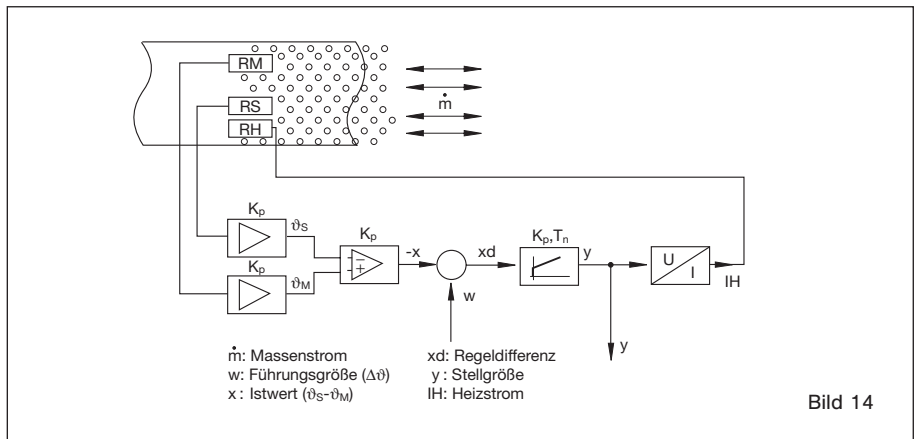 RM
RS
RH
ṁ
Kp
ϑS
Kp
ϑM
Kp
-x
w
xd
Kp,Tn
y
y
U
I
IH
ṁ: Massenstrom
w: Führungsgröße (Δϑ)
x : Istwert (ϑS-ϑM)
xd: Regeldifferenz
y : Stellgröße
IH: Heizstrom
Bild 14